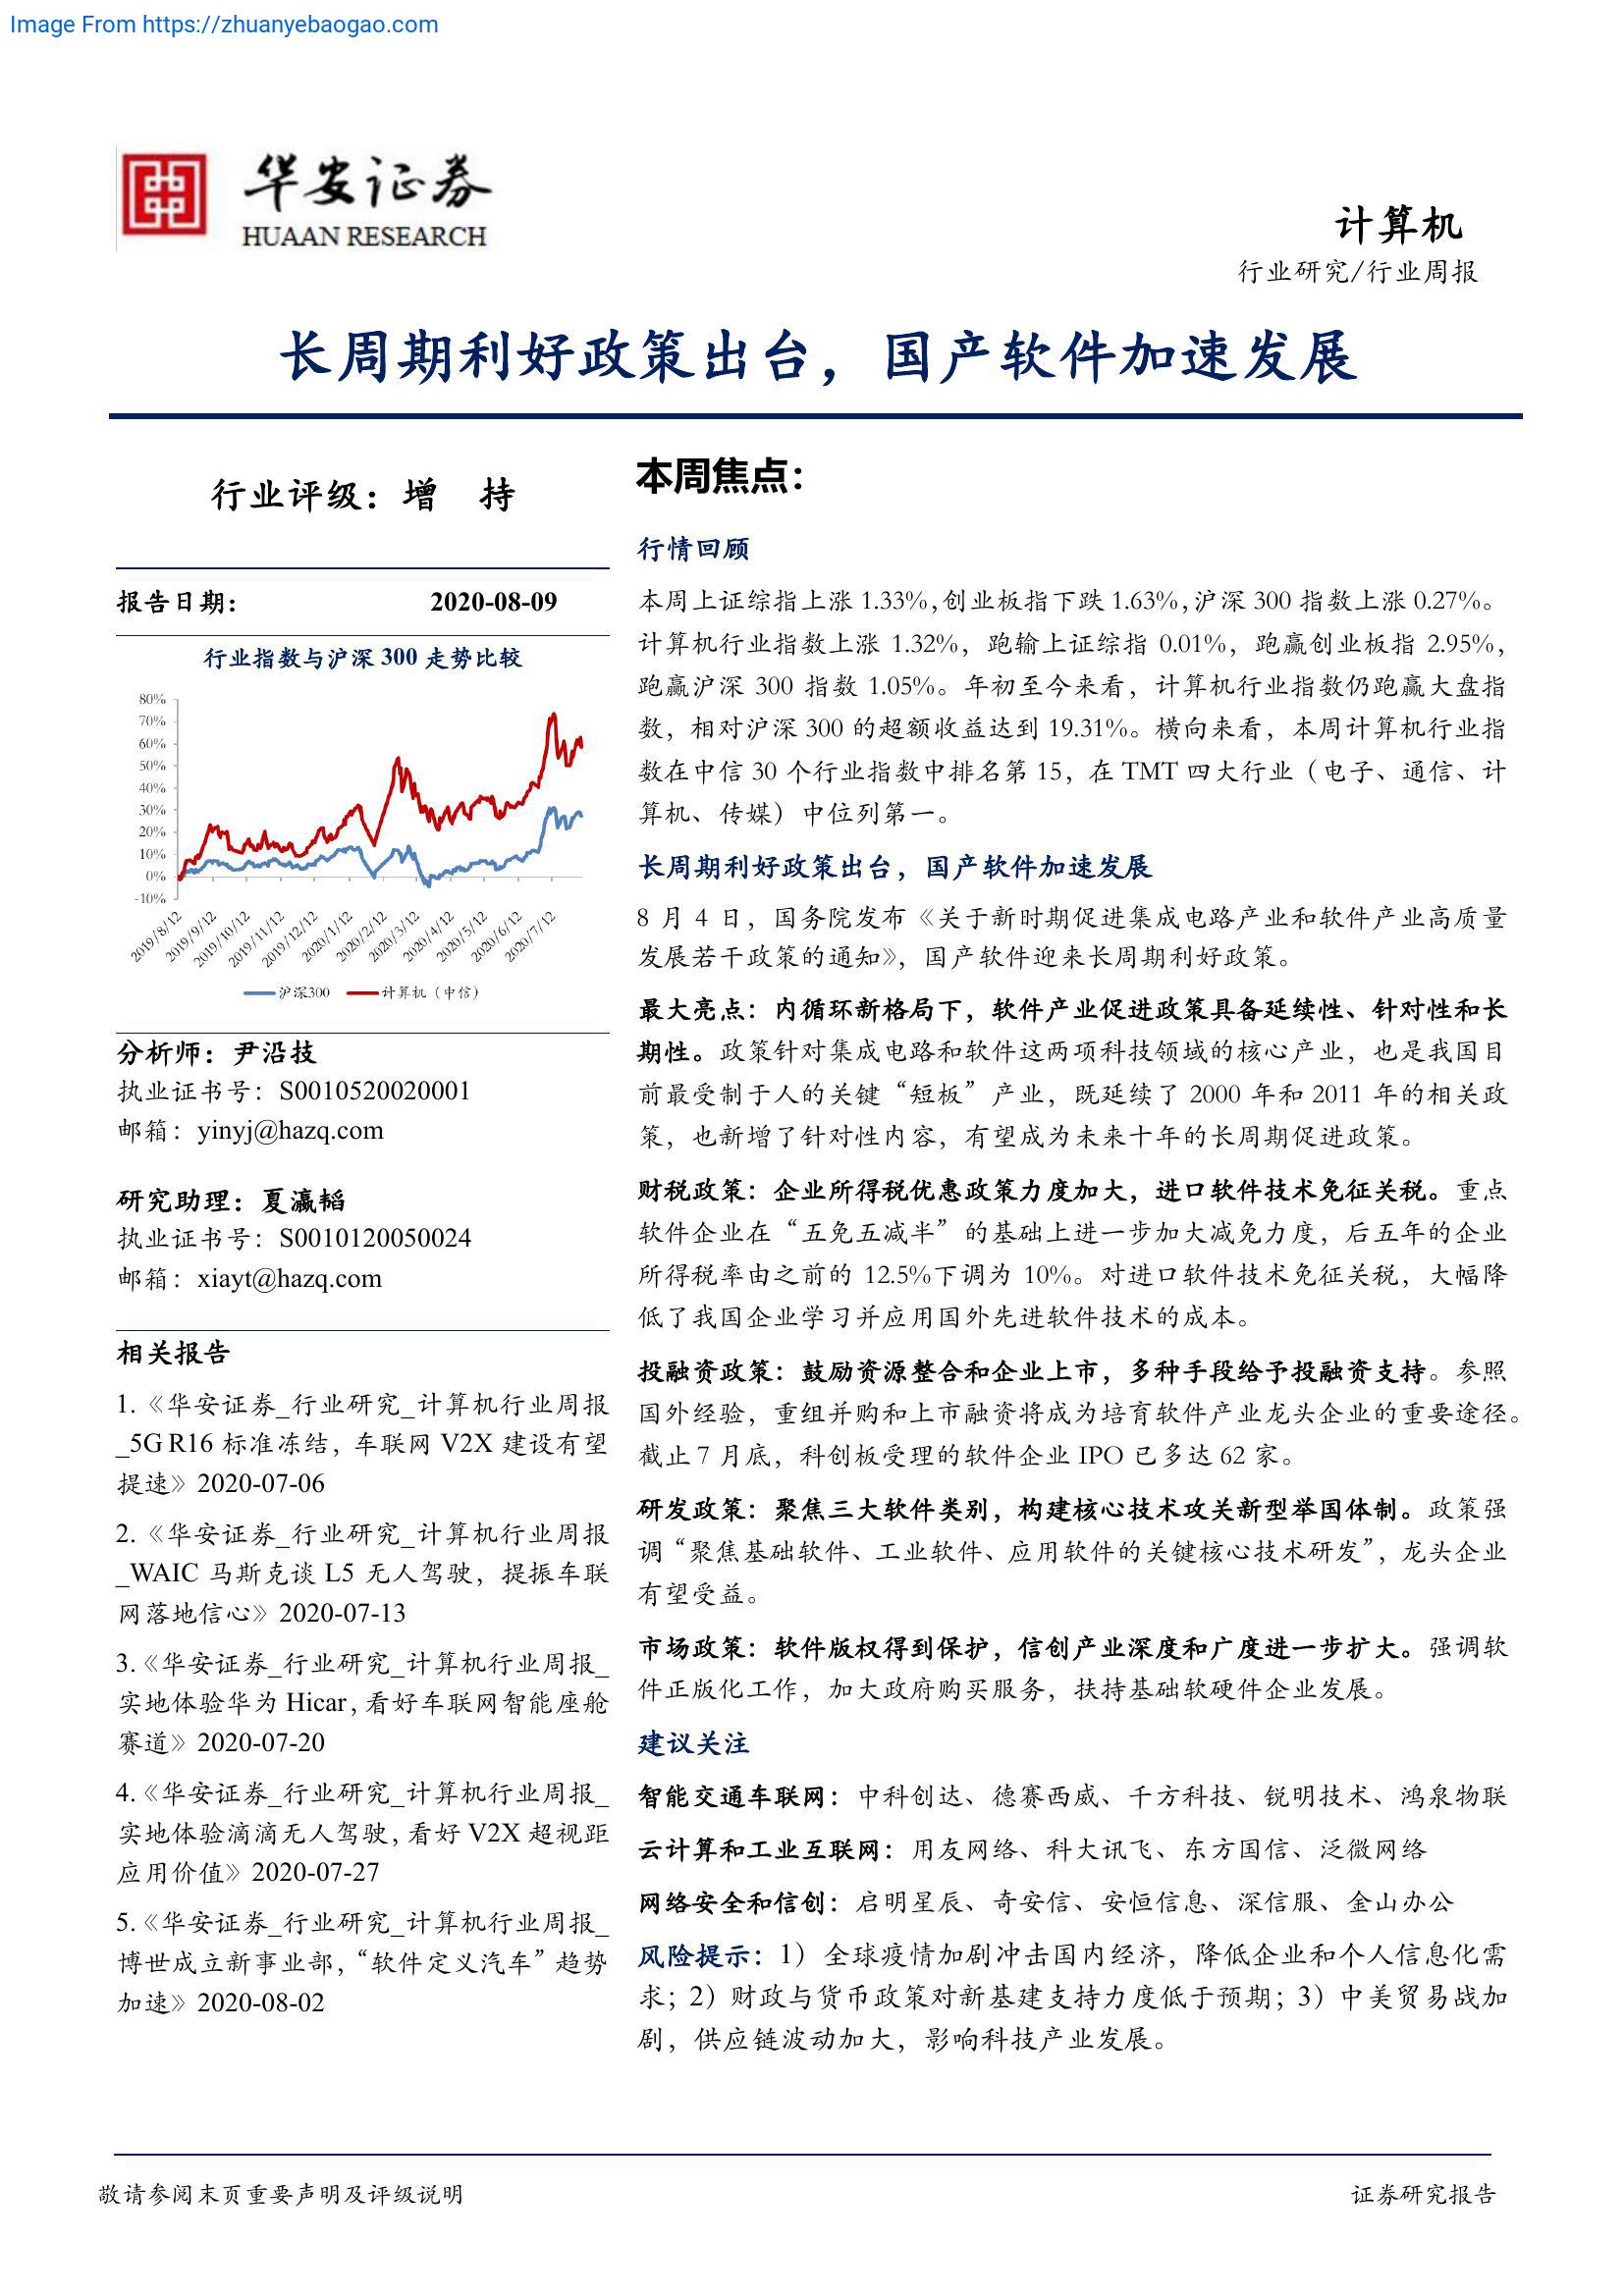 Image From https://zhuanyebaogao.com
华安证券
HUAAN RESEARCH
计算机
行业研究/行业周报
长周期利好政策出台，国产软件加速发展
行业评级：增 持
报告日期： 2020-08-09
行业指数与沪深 300 走势比较
80%
70%
60%
50%
40%
30%
20%
10%
0%
-10%
2019/8/12
2019/9/12
2019/10/12
2019/11/12
2019/12/12
2020/1/12
2020/2/12
2020/3/12
2020/4/12
2020/5/12
2020/6/12
2020/7/12
沪深300 计算机（中信）
分析师：尹沿技
执业证书号：S0010520020001
邮箱：yinyj@hazq.com
研究助理：夏瀛韬
执业证书号：S0010120050024
邮箱：xiayt@hazq.com
相关报告
1.《华安证券_行业研究_计算机行业周报
_5G R16 标准冻结，车联网 V2X 建设有望
提速》2020-07-06
2.《华安证券_行业研究_计算机行业周报
_WAIC 马斯克谈 L5 无人驾驶，提振车联
网落地信心》2020-07-13
3.《华安证券_行业研究_计算机行业周报_
实地体验华为 Hicar，看好车联网智能座舱
赛道》2020-07-20
4.《华安证券_行业研究_计算机行业周报_
实地体验滴滴无人驾驶，看好 V2X 超视距
应用价值》2020-07-27
5.《华安证券_行业研究_计算机行业周报_
博世成立新事业部，“软件定义汽车”趋势
加速》2020-08-02
本周焦点：
行情回顾
本周上证综指上涨 1.33%，创业板指下跌 1.63%，沪深 300 指数上涨 0.27%。
计算机行业指数上涨 1.32%，跑输上证综指 0.01%，跑赢创业板指 2.95%，
跑赢沪深 300 指数 1.05%。年初至今来看，计算机行业指数仍跑赢大盘指
数，相对沪深 300 的超额收益达到 19.31%。横向来看，本周计算机行业指
数在中信 30 个行业指数中排名第 15，在 TMT 四大行业（电子、通信、计
算机、传媒）中位列第一。
长周期利好政策出台，国产软件加速发展
8 月 4 日，国务院发布《关于新时期促进集成电路产业和软件产业高质量
发展若干政策的通知》，国产软件迎来长周期利好政策。
最大亮点：内循环新格局下，软件产业促进政策具备延续性、针对性和长
期性。政策针对集成电路和软件这两项科技领域的核心产业，也是我国目
前最受制于人的关键“短板”产业，既延续了 2000 年和 2011 年的相关政
策，也新增了针对性内容，有望成为未来十年的长周期促进政策。
财税政策：企业所得税优惠政策力度加大，进口软件技术免征关税。重点
软件企业在“五免五减半”的基础上进一步加大减免力度，后五年的企业
所得税率由之前的 12.5%下调为 10%。对进口软件技术免征关税，大幅降
低了我国企业学习并应用国外先进软件技术的成本。
投融资政策：鼓励资源整合和企业上市，多种手段给予投融资支持。参照
国外经验，重组并购和上市融资将成为培育软件产业龙头企业的重要途径。
截止 7 月底，科创板受理的软件企业 IPO 已多达 62 家。
研发政策：聚焦三大软件类别，构建核心技术攻关新型举国体制。政策强
调“聚焦基础软件、工业软件、应用软件的关键核心技术研发”，龙头企业
有望受益。
市场政策：软件版权得到保护，信创产业深度和广度进一步扩大。强调软
件正版化工作，加大政府购买服务，扶持基础软硬件企业发展。
建议关注
智能交通车联网：中科创达、德赛西威、千方科技、锐明技术、鸿泉物联
云计算和工业互联网：用友网络、科大讯飞、东方国信、泛微网络
网络安全和信创：启明星辰、奇安信、安恒信息、深信服、金山办公
风险提示：1）全球疫情加剧冲击国内经济，降低企业和个人信息化需
求；2）财政与货币政策对新基建支持力度低于预期；3）中美贸易战加
剧，供应链波动加大，影响科技产业发展。
敬请参阅末页重要声明及评级说明
证券研究报告